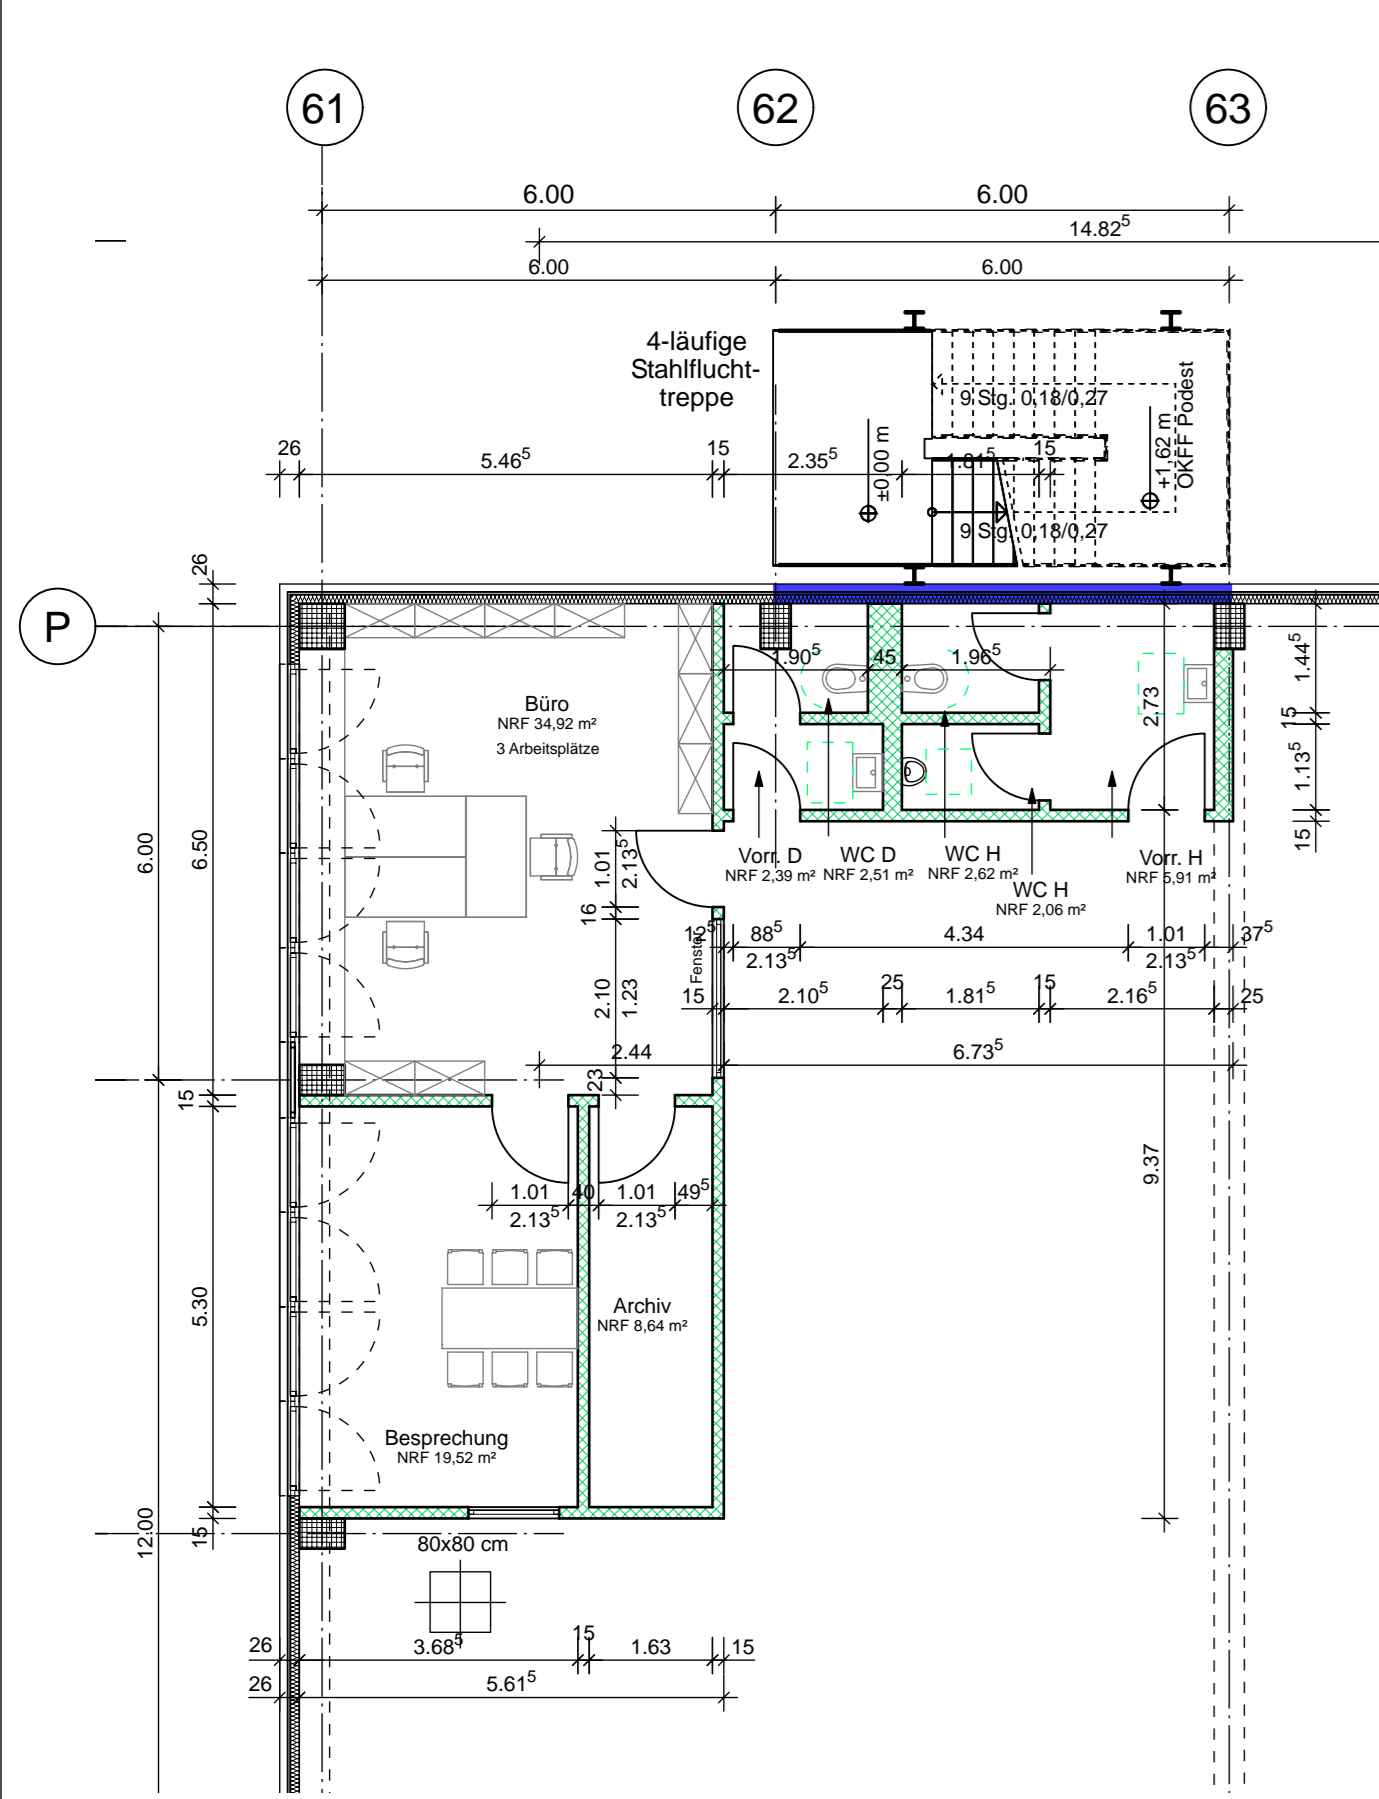 61
62
63
6.00
6.00
14.82⁵
6.00
6.00
4-läufige
Stahlflucht-
treppe
9 Stg. 0,18/0,27
±0.00 m
+1.62 m
OKFF Podest
26
5.46⁵
15
2.35⁵
1.81⁵
15
9 Stg. 0,18/0,27
26
P
1.90⁵
45
1.96⁵
2.73
1.44⁵
15
1.13⁵
15
Büro
NRF 34,92 m²
3 Arbeitsplätze
6.00
6.50
1.01
2.13⁵
16
Vorr. D
NRF 2,39 m²
WC D
NRF 2,51 m²
WC H
NRF 2,62 m²
WC H
NRF 2,06 m²
Vorr. H
NRF 5,91 m²
12⁵
88⁵
2.13⁵
4.34
1.01
2.13⁵
37⁵
Fenster
2.10
1.23
15
2.10⁵
25
1.81⁵
15
2.16⁵
25
2.44
6.73⁵
23
15
9.37
1.01
2.13⁵
40
1.01
2.13⁵
49⁵
5.30
Archiv
NRF 8,64 m²
Besprechung
NRF 19,52 m²
12.00
15
80x80 cm
26
3.68⁵
15
1.63
15
26
5.61⁵